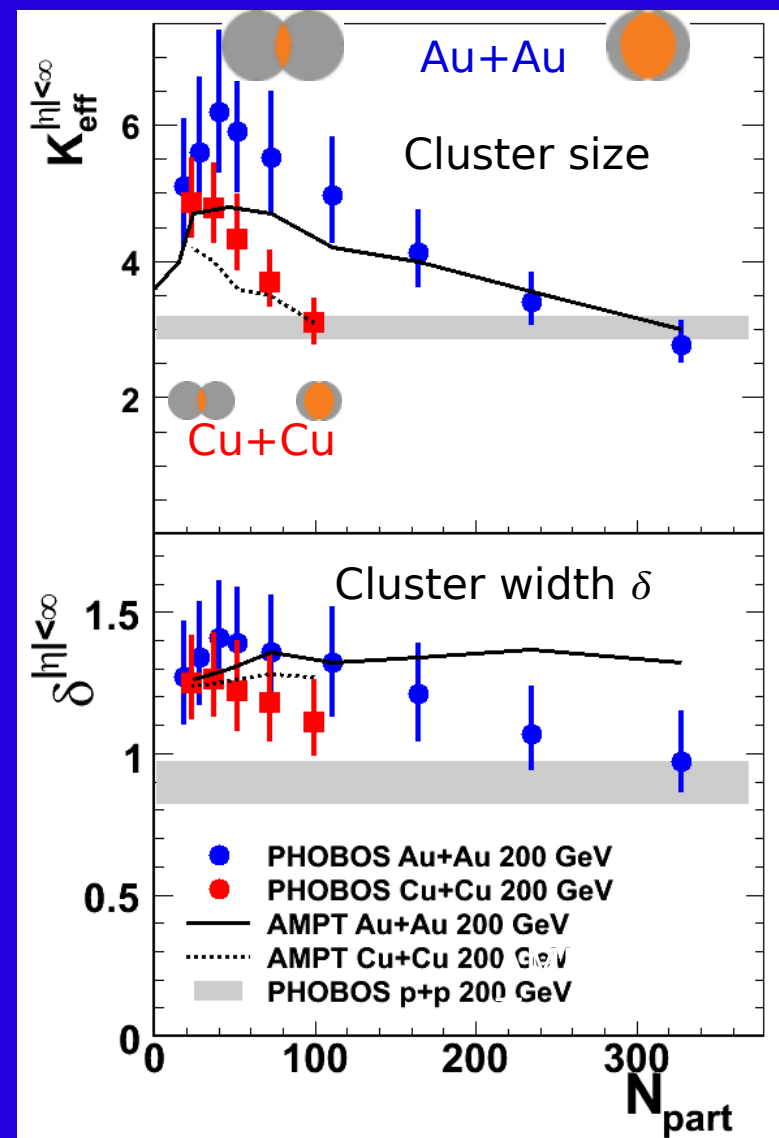 Au+Au
K_eff^|η|<∞
6
Cluster size
4
2
Cu+Cu
Cluster width δ
δ^|η|<∞
1.5
1
PHOBOS Au+Au 200 GeV
PHOBOS Cu+Cu 200 GeV
0.5
AMPT Au+Au 200 GeV
AMPT Cu+Cu 200 GeV
PHOBOS p+p 200 GeV
0
0 100 200 300
N_part